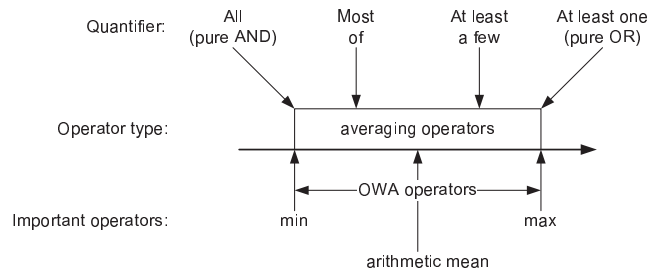 Quantifier:
All
(pure AND)
Most
of
At least
a few
At least one
(pure OR)
Operator type:
averaging operators
OWA operators
Important operators:
min
max
arithmetic mean